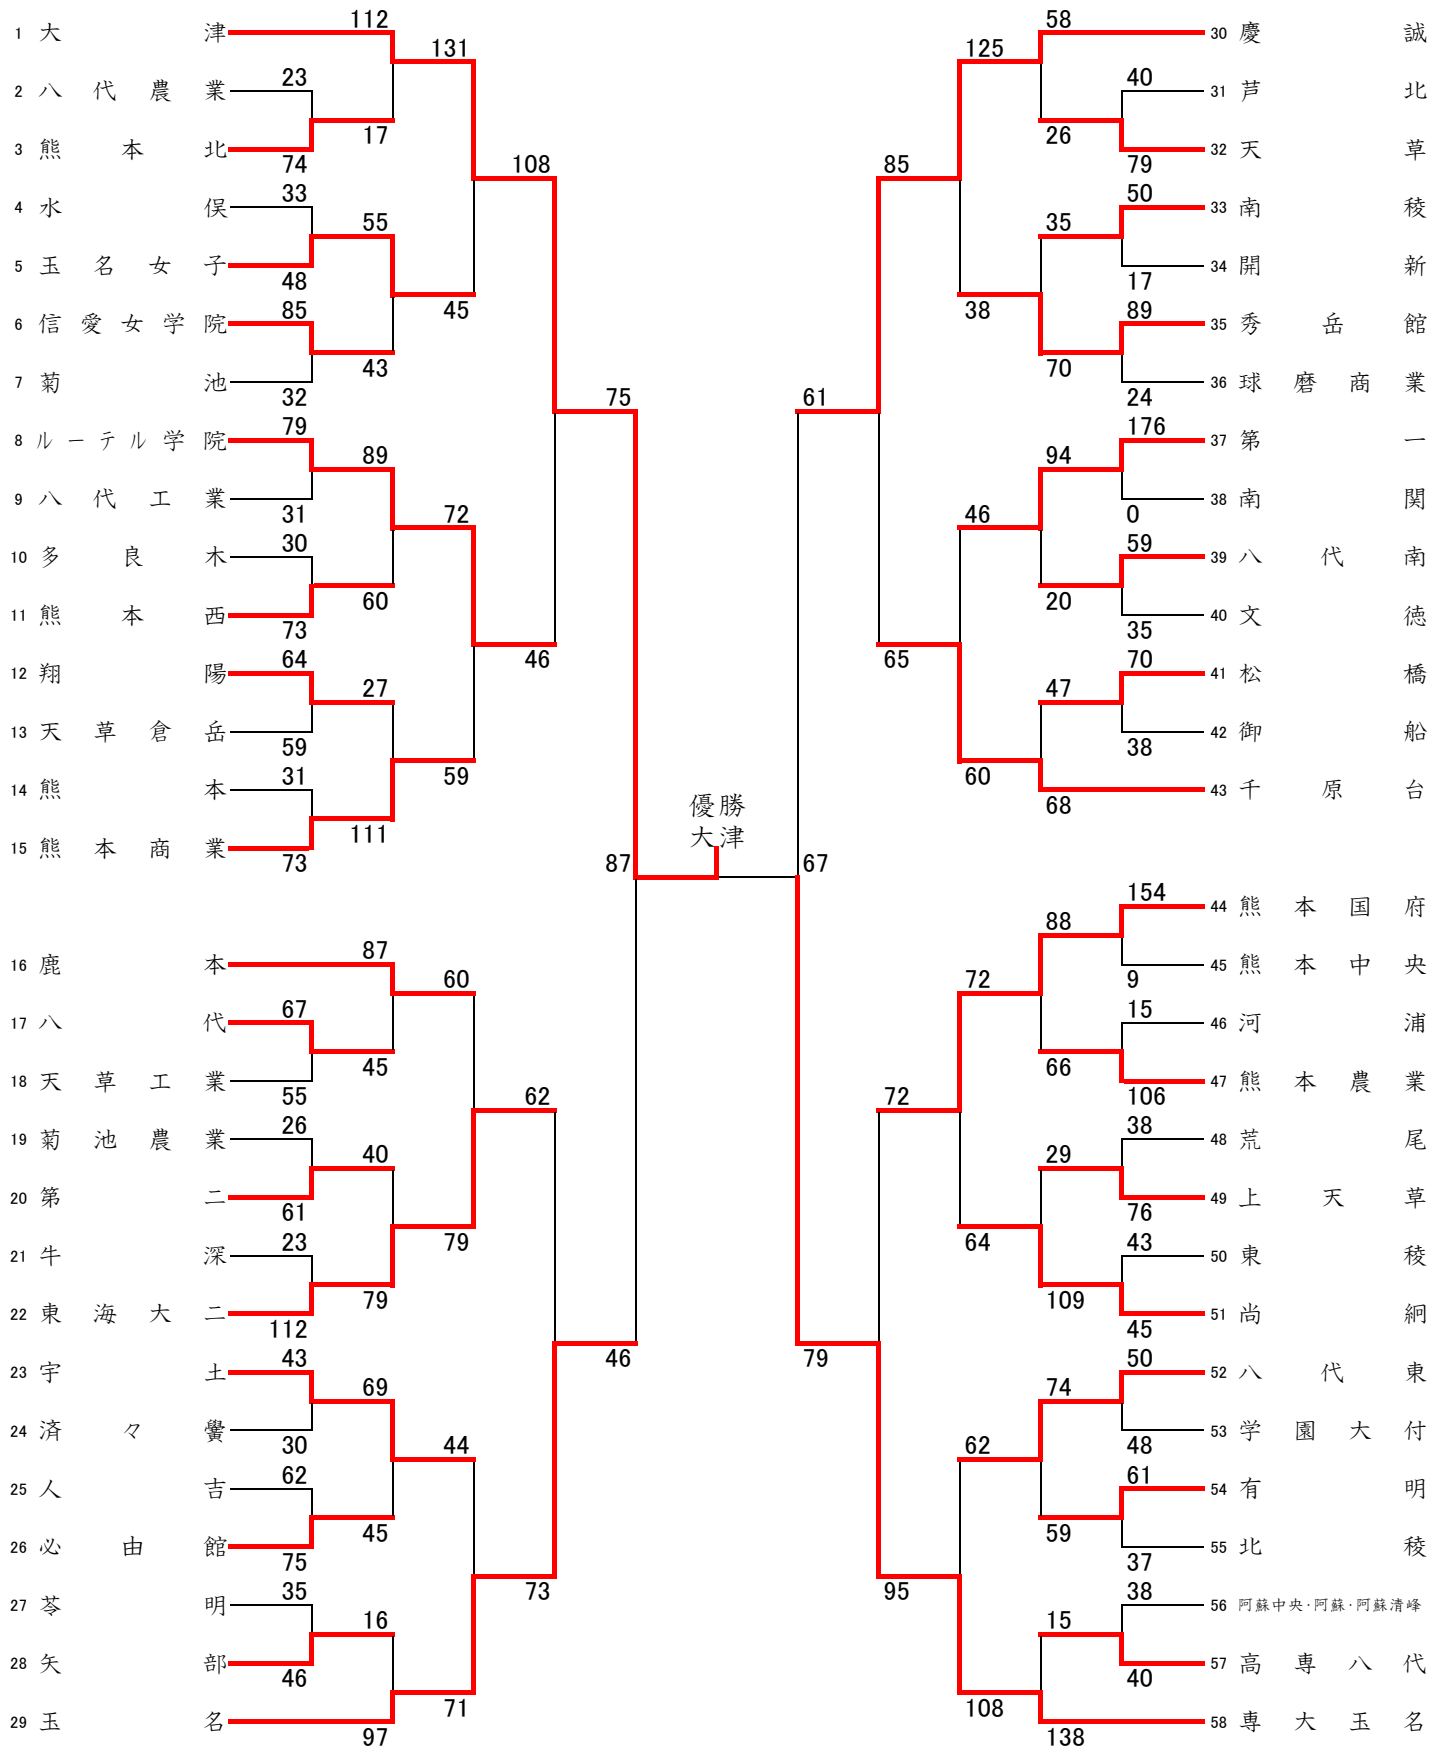 1 大津 112
2 八代農業 23
3 熊本北 74
4 水俣 33
5 玉名女子 48
6 信愛女学院 85
7 菊池 32
8 ルーテル学院 79
9 八代工業 31
10 多良木 30
11 熊本西 73
12 翔陽 64
13 天草倉岳 59
14 熊本 31
15 熊本商業 73
16 鹿本 87
17 八代 67
18 天草工業 55
19 菊池農業 26
20 第二 61
21 牛深 23
22 東海大二 112
23 宇土 43
24 済々黌 30
25 人吉 62
26 必由館 75
27 苓明 35
28 矢部 46
29 玉名 97
17
55
43
89
60
27
111
45
40
79
69
45
16
131
45
72
59
60
79
44
71
108
46
62
73
75
46
87
優勝
大津
67
61
79
85
65
72
95
125
38
46
60
72
64
62
108
26
35
70
94
20
47
88
66
29
109
74
59
15
58 30 慶誠
40 31 芦北
79 32 天草
50 33 南稜
17 34 開新
89 35 秀岳館
24 36 球磨商業
176 37 第一
0 38 南関
59 39 八代南
35 40 文徳
70 41 松橋
38 42 御船
68 43 千原台
154 44 熊本国府
9 45 熊本中央
15 46 河浦
106 47 熊本農業
38 48 荒尾
76 49 上天草
43 50 東稜
45 51 尚絅
50 52 八代東
48 53 学園大付
61 54 有明
37 55 北稜
38 56 阿蘇中央･阿蘇･阿蘇清峰
40 57 高専八代
138 58 専大玉名